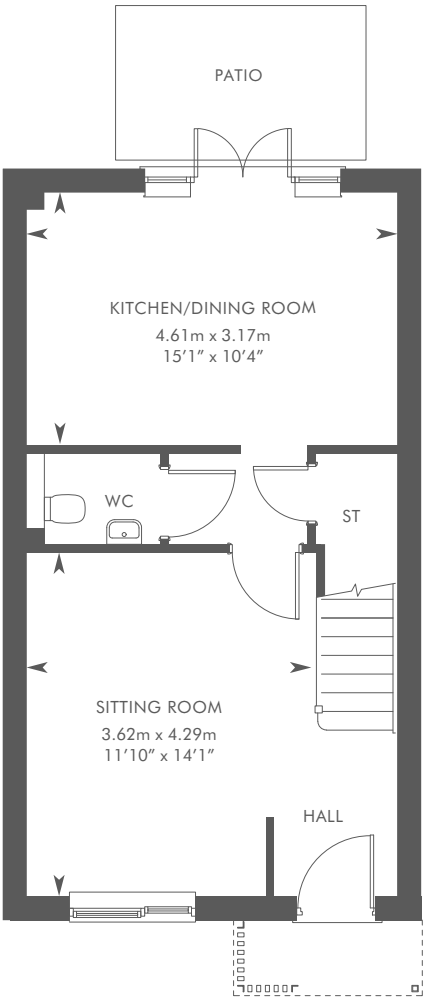 PATIO
KITCHEN/DINING ROOM
4.61m x 3.17m
15’1” x 10’4”
WC
ST
SITTING ROOM
3.62m x 4.29m
11’10” x 14’1”
HALL